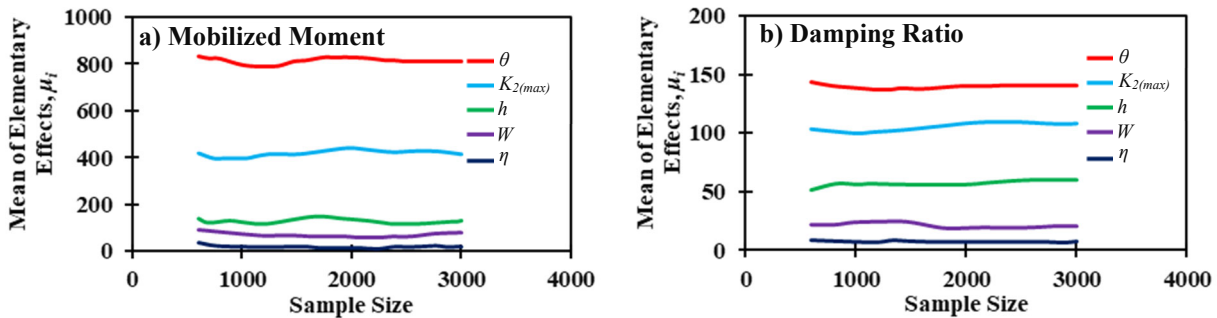 Mean of Elementary
Effects, μi
1000
800
600
400
200
0
a) Mobilized Moment
θ
K2(max)
h
W
η
0
1000
2000
3000
4000
Sample Size
Mean of Elementary
Effects, μi
200
150
100
50
0
b) Damping Ratio
θ
K2(max)
h
W
η
0
1000
2000
3000
4000
Sample Size